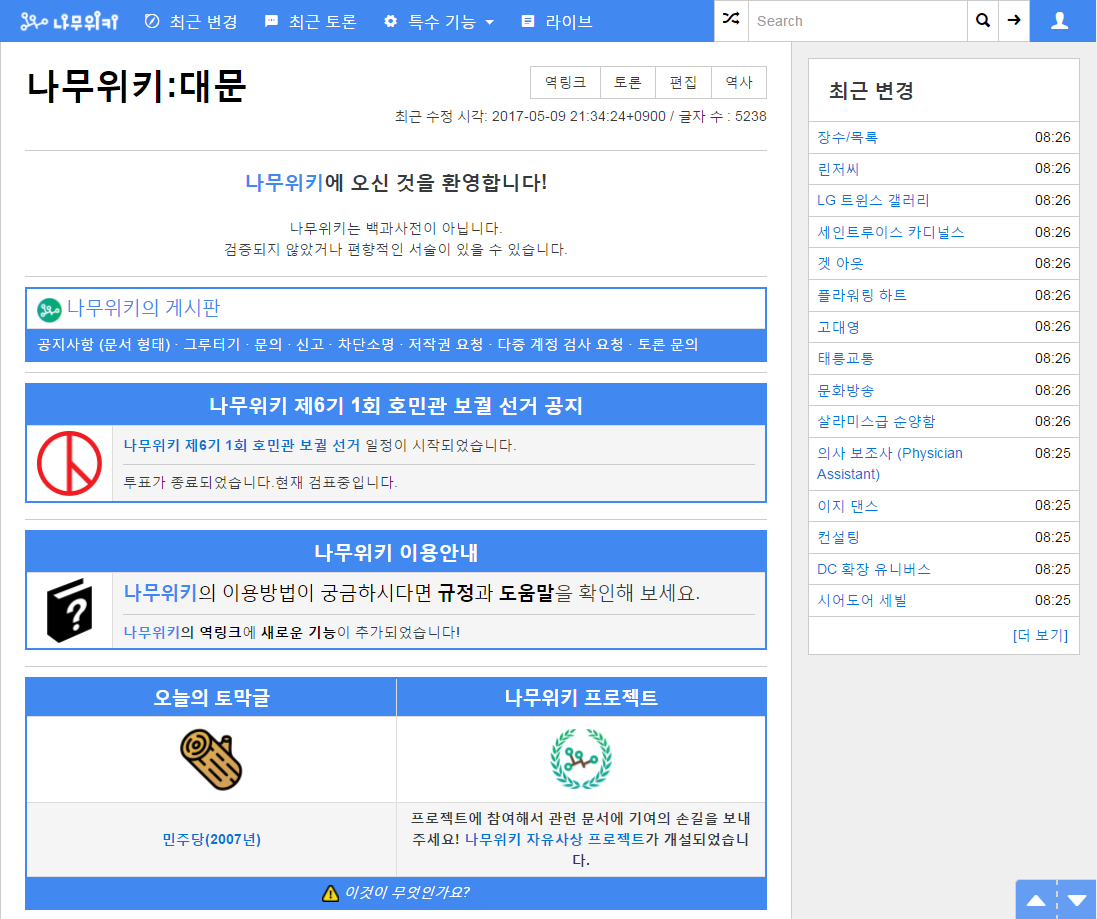 나무위키 최근 변경 최근 토론 특수 기능 라이브 Search
나무위키:대문
역링크 토론 편집 역사
최근 수정 시각: 2017-05-09 21:34:24+0900 / 글자 수 : 5238
나무위키에 오신 것을 환영합니다!
나무위키는 백과사전이 아닙니다.
검증되지 않았거나 편향적인 서술이 있을 수 있습니다.
나무위키의 게시판
공지사항 (문서 형태) · 그루터기 · 문의 · 신고 · 차단소명 · 저작권 요청 · 다중 계정 검사 요청 · 토론 문의
나무위키 제6기 1회 호민관 보궐 선거 공지
나무위키 제6기 1회 호민관 보궐 선거 일정이 시작되었습니다.
투표가 종료되었습니다.현재 검표중입니다.
나무위키 이용안내
나무위키의 이용방법이 궁금하시다면 규정과 도움말을 확인해 보세요.
나무위키의 역링크에 새로운 기능이 추가되었습니다!
오늘의 토막글
민주당(2007년)
나무위키 프로젝트
프로젝트에 참여해서 관련 문서에 기여의 손길을 보내
주세요! 나무위키 자유사상 프로젝트가 개설되었습니
다.
이것이 무엇인가요?
최근 변경
장수/목록 08:26
린저씨 08:26
LG 트윈스 갤러리 08:26
세인트루이스 카디널스 08:26
겟 아웃 08:26
플라워링 하트 08:26
고대영 08:26
태릉교통 08:26
문화방송 08:26
살라미스급 순양함 08:26
의사 보조사 (Physician 08:25
Assistant)
이지 댄스 08:25
컨설팅 08:25
DC 확장 유니버스 08:25
시어도어 세빌 08:25
[더 보기]